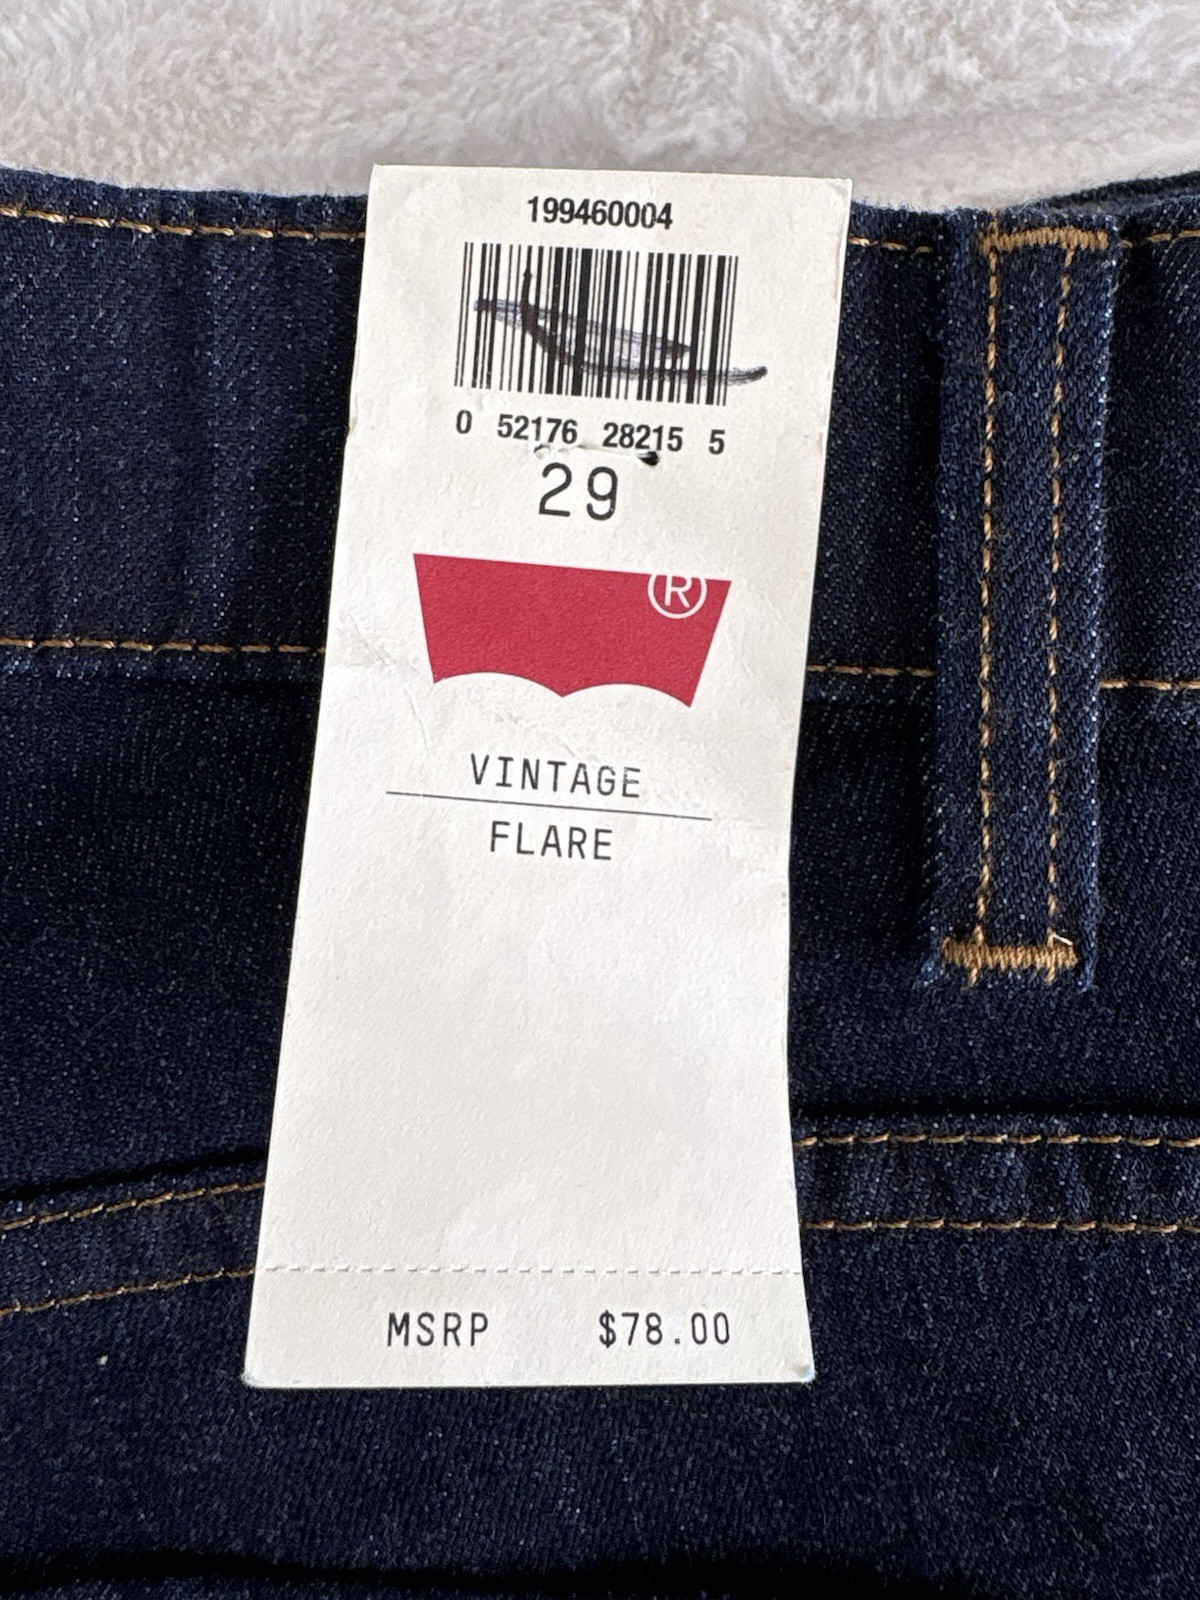 199460004
0 52176 28215 5
29
®
VINTAGE
FLARE
MSRP $78.00